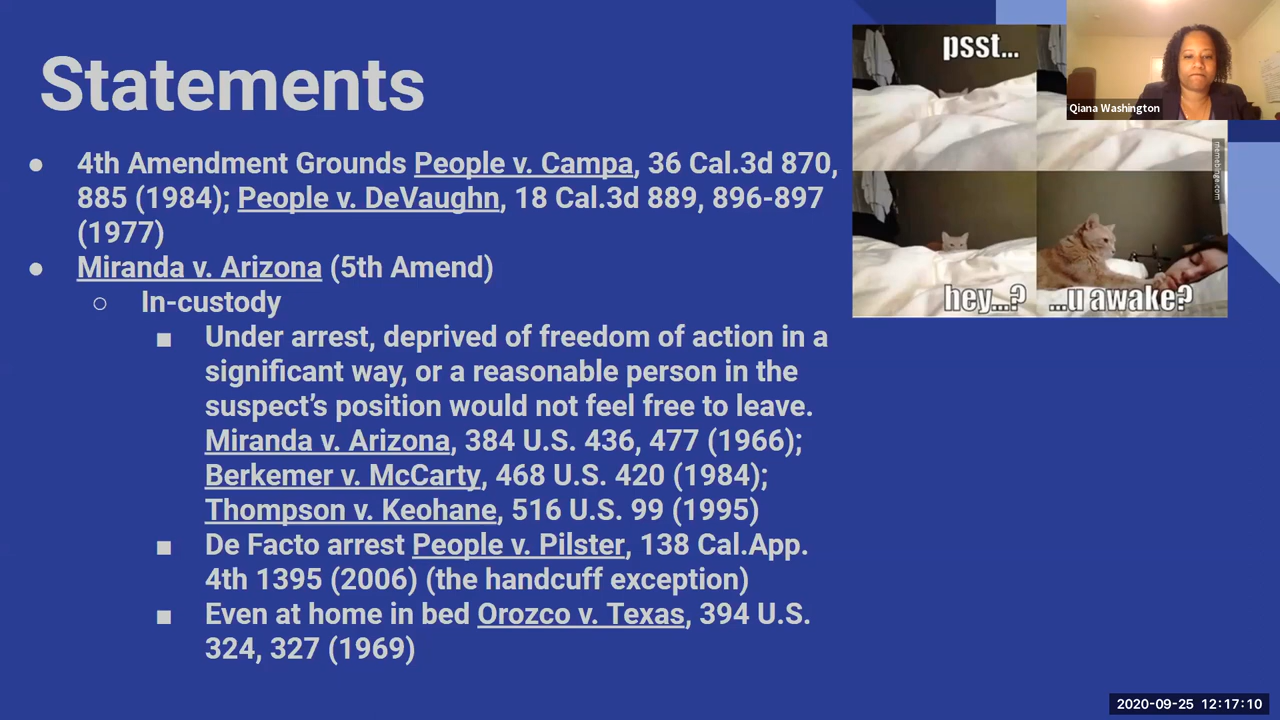 Statements
● 4th Amendment Grounds People v. Campa, 36 Cal.3d 870,
885 (1984); People v. DeVaughn, 18 Cal.3d 889, 896-897
(1977)
● Miranda v. Arizona (5th Amend)
○ In-custody
■ Under arrest, deprived of freedom of action in a
significant way, or a reasonable person in the
suspect’s position would not feel free to leave.
Miranda v. Arizona, 384 U.S. 436, 477 (1966);
Berkemer v. McCarty, 468 U.S. 420 (1984);
Thompson v. Keohane, 516 U.S. 99 (1995)
■ De Facto arrest People v. Pilster, 138 Cal.App.
4th 1395 (2006) (the handcuff exception)
■ Even at home in bed Orozco v. Texas, 394 U.S.
324, 327 (1969)
psst...
hey...?
...u awake?
memebinge.com
Qiana Washington
2020-09-25 12:17:10